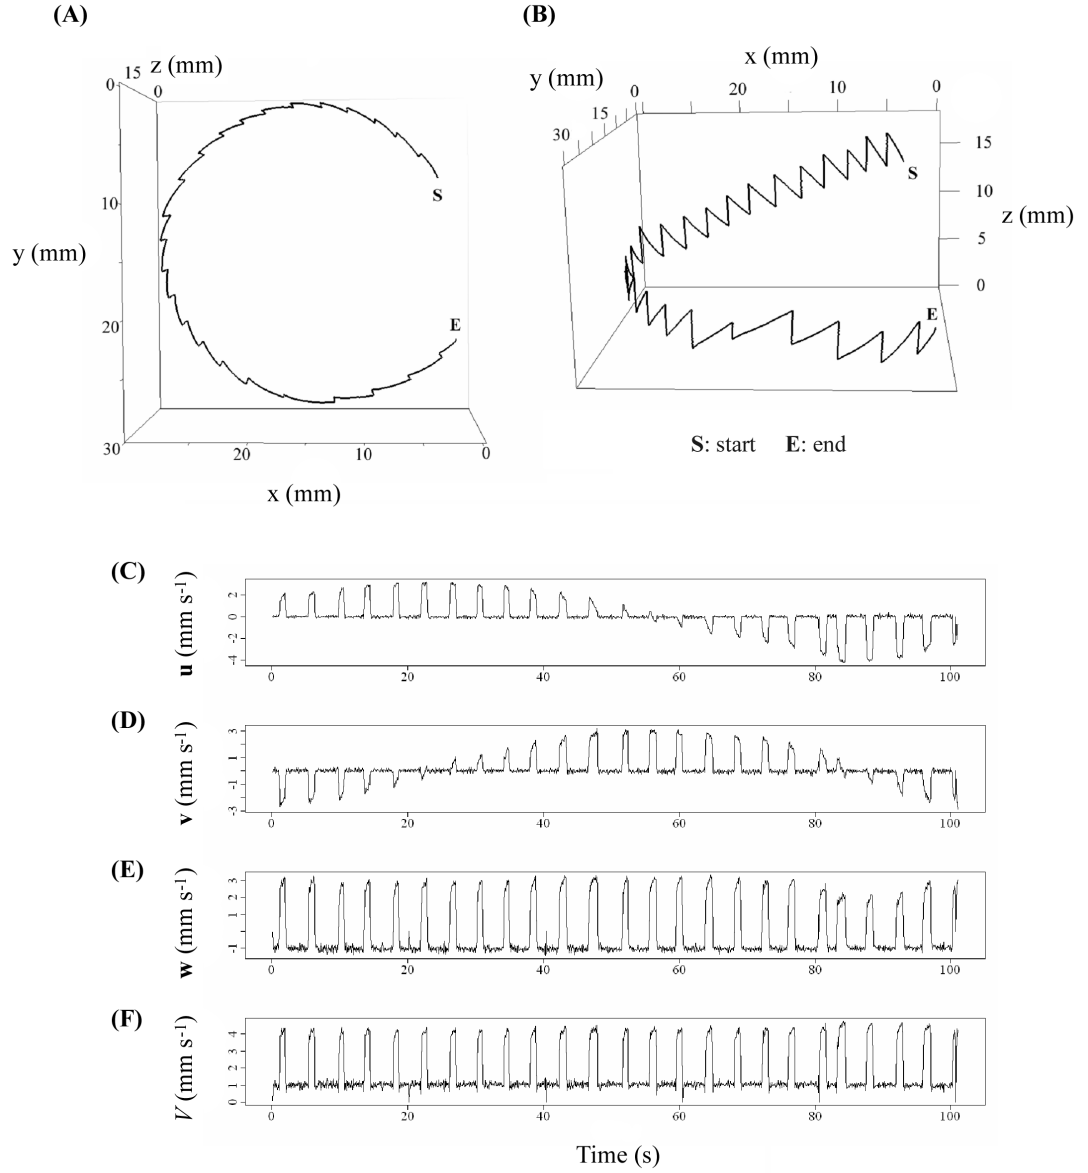 (A)
(B)
15 z (mm)
0
0
10
20
30
y (mm)
S
E
20
10
0
x (mm)
x (mm)
y (mm)
0
20
10
0
15
30
15
10
5
0
z (mm)
S
E
S: start E: end
(C)
u (mm s-1)
2
0
-2
-4
0 20 40 60 80 100
(D)
v (mm s-1)
3
1
-1
-3
0 20 40 60 80 100
(E)
w (mm s-1)
3
2
1
-1
0 20 40 60 80 100
(F)
V (mm s-1)
4
3
2
1
0
0 20 40 60 80 100
Time (s)